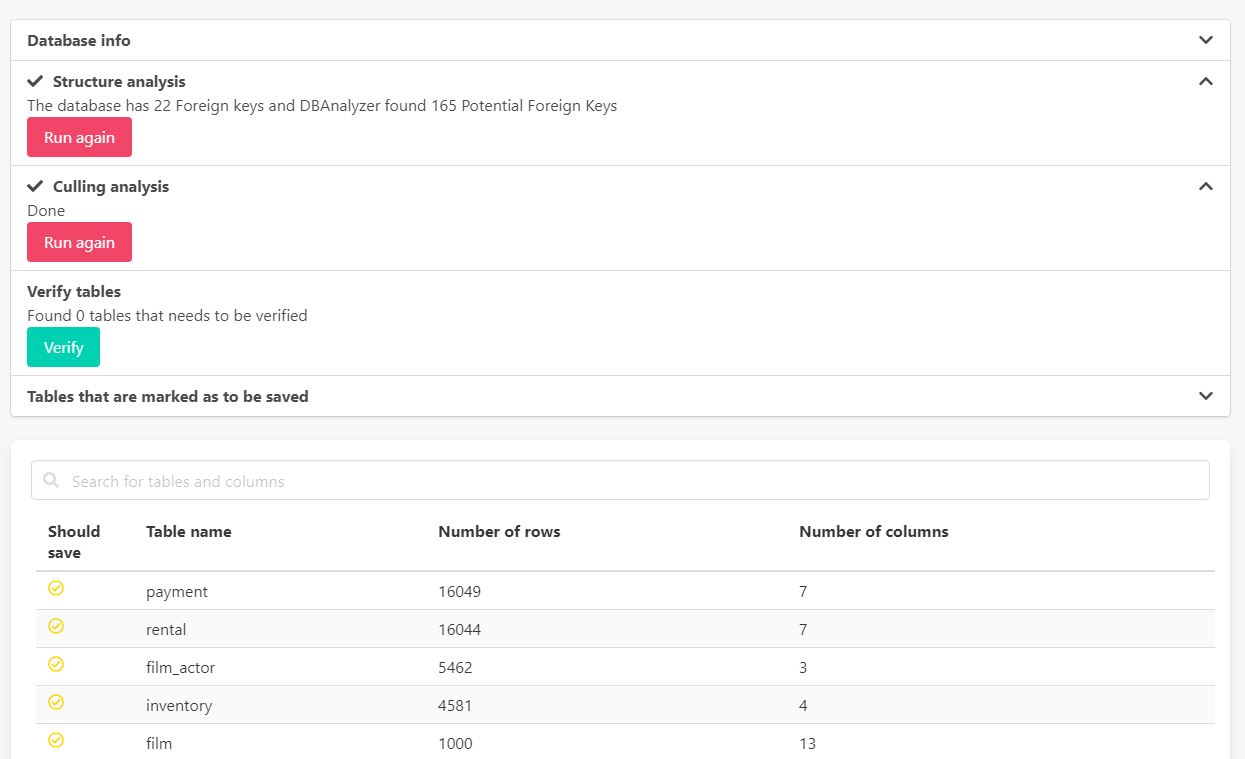 Database info
Structure analysis
The database has 22 Foreign keys and DBAnalyzer found 165 Potential Foreign Keys
Run again
Culling analysis
Done
Run again
Verify tables
Found 0 tables that needs to be verified
Verify
Tables that are marked as to be saved
Search for tables and columns
Should save Table name Number of rows Number of columns
payment 16049 7
rental 16044 7
film_actor 5462 3
inventory 4581 4
film 1000 13